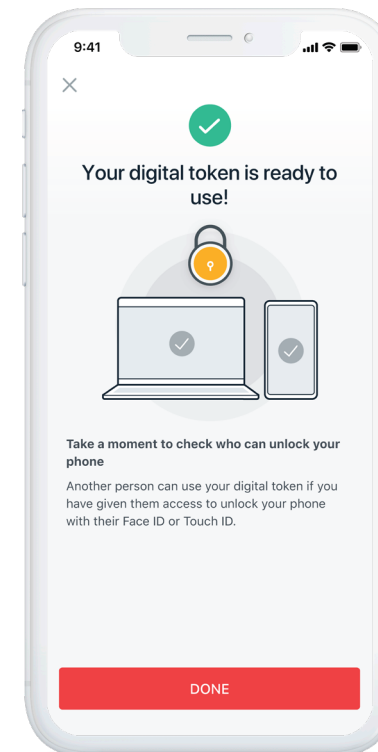 9:41
Your digital token is ready to
use!
Take a moment to check who can unlock your
phone
Another person can use your digital token if you
have given them access to unlock your phone
with their Face ID or Touch ID.
DONE